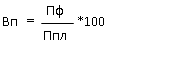 Пф
Вп = *100
Ппл